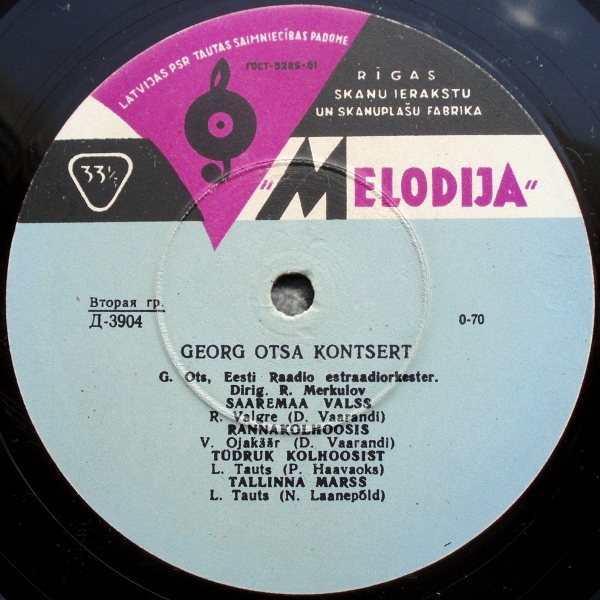 LATVIJAS PSR TAUTAS SAIMNIECĪBAS PADOME
ГОСТ-5289-61
RĪGAS
SKAŅU IERAKSTU
UN SKAŅUPLAŠU FABRIKA
33⅓
"MELODIJA"
Вторая гр.
Д-3904
0-70
GEORG OTSA KONTSERT
G. Ots, Eesti Raadio estraadiorkester.
Dirig. R. Merkulov
SAAREMAA VALSS
R. Valgre (D. Vaarandi)
RANNAKOLHOOSIS
V. Ojakäär (D. Vaarandi)
TÜDRUK KOLHOOSIST
L. Tauts (P. Haavaoks)
TALLINNA MARSS
L. Tauts (N. Laanepõld)